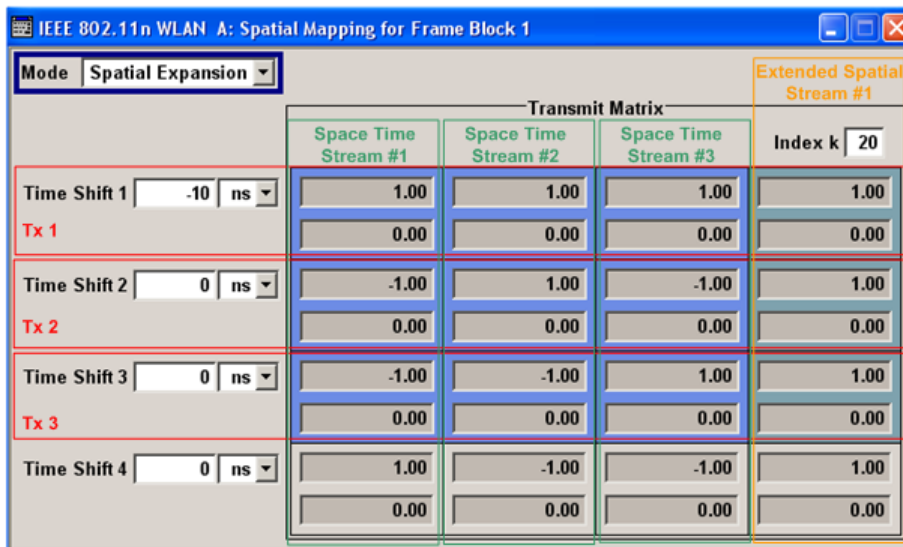 IEEE 802.11n WLAN A: Spatial Mapping for Frame Block 1
Mode Spatial Expansion
Extended Spatial
Stream #1
Transmit Matrix
Space Time
Stream #1
Space Time
Stream #2
Space Time
Stream #3
Index k 20
Time Shift 1 -10 ns 1.00 1.00 1.00 1.00
Tx 1 0.00 0.00 0.00 0.00
Time Shift 2 0 ns -1.00 1.00 -1.00 1.00
Tx 2 0.00 0.00 0.00 0.00
Time Shift 3 0 ns -1.00 -1.00 1.00 1.00
Tx 3 0.00 0.00 0.00 0.00
Time Shift 4 0 ns 1.00 -1.00 -1.00 1.00
0.00 0.00 0.00 0.00